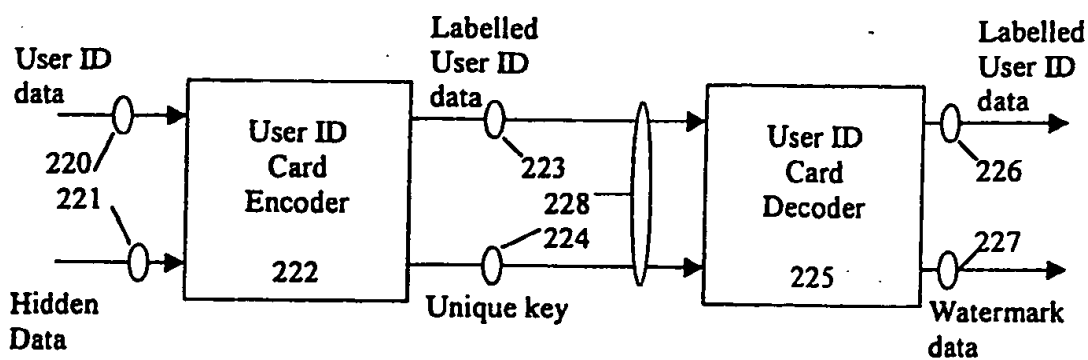 User ID
data
220
221
Hidden
Data
User ID
Card
Encoder
222
Labelled
User ID
data
223
228
224
Unique key
User ID
Card
Decoder
225
Labelled
User ID
data
226
227
Watermark
data